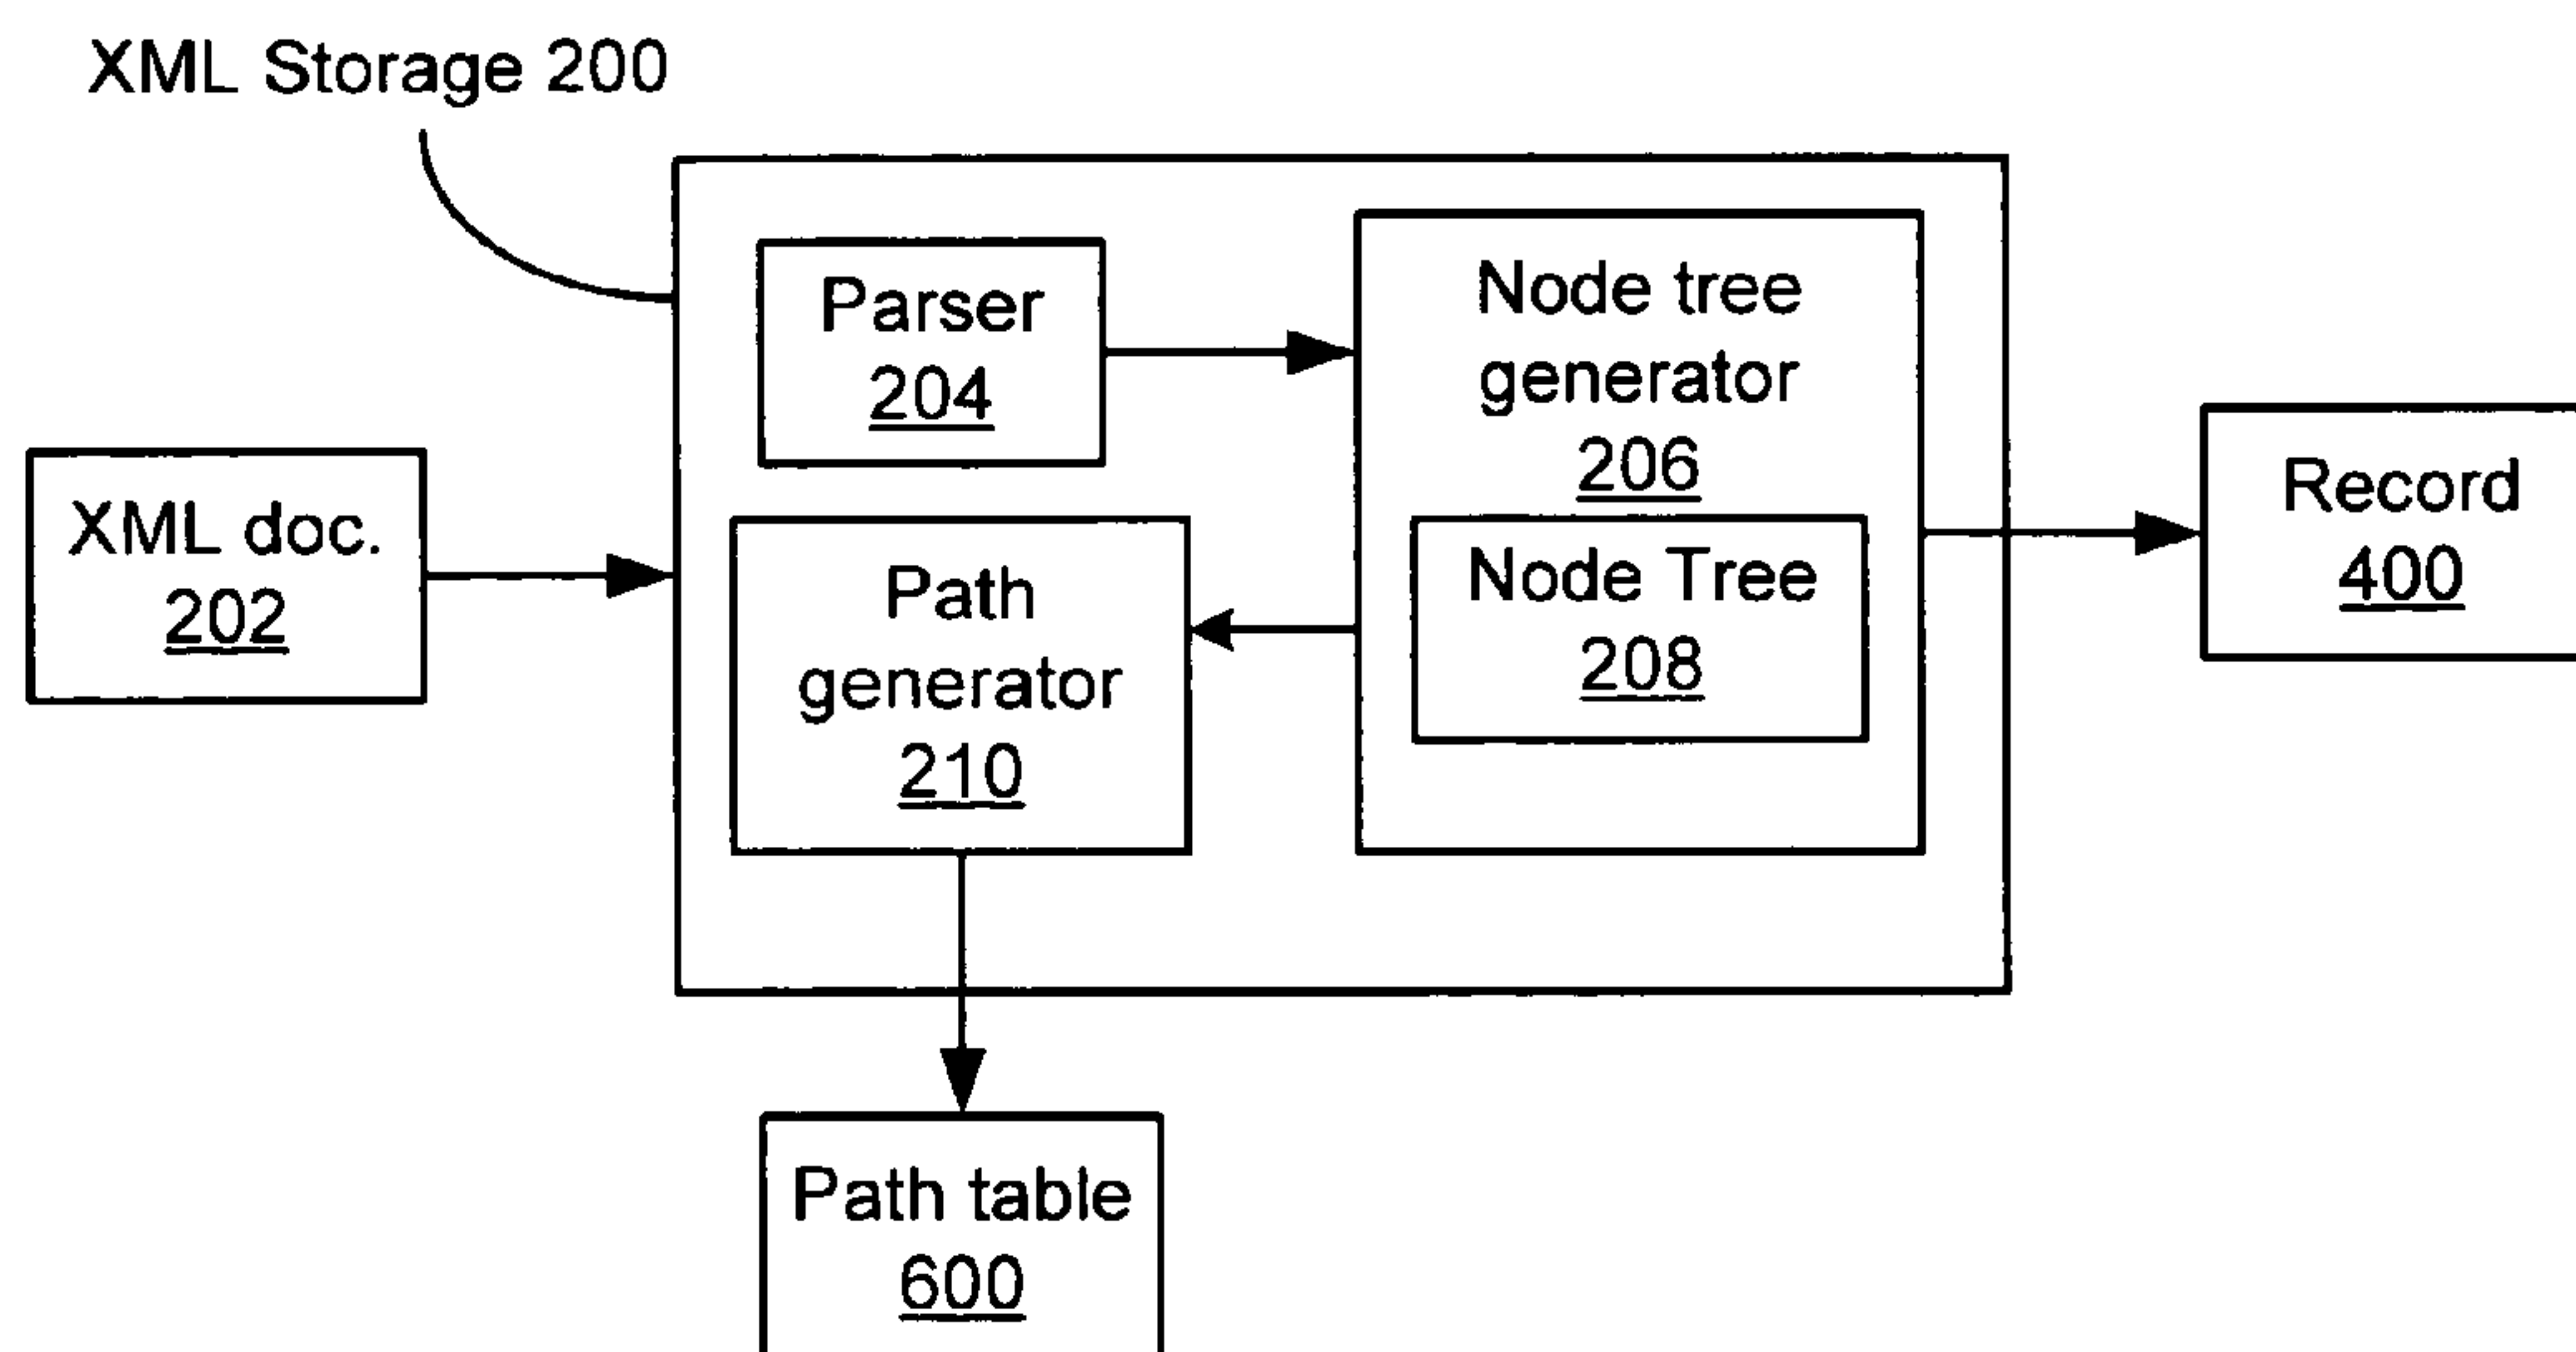 XML Storage 200
Parser
204
Node tree
generator
206
Node Tree
208
XML doc.
202
Path
generator
210
Record
400
Path table
600